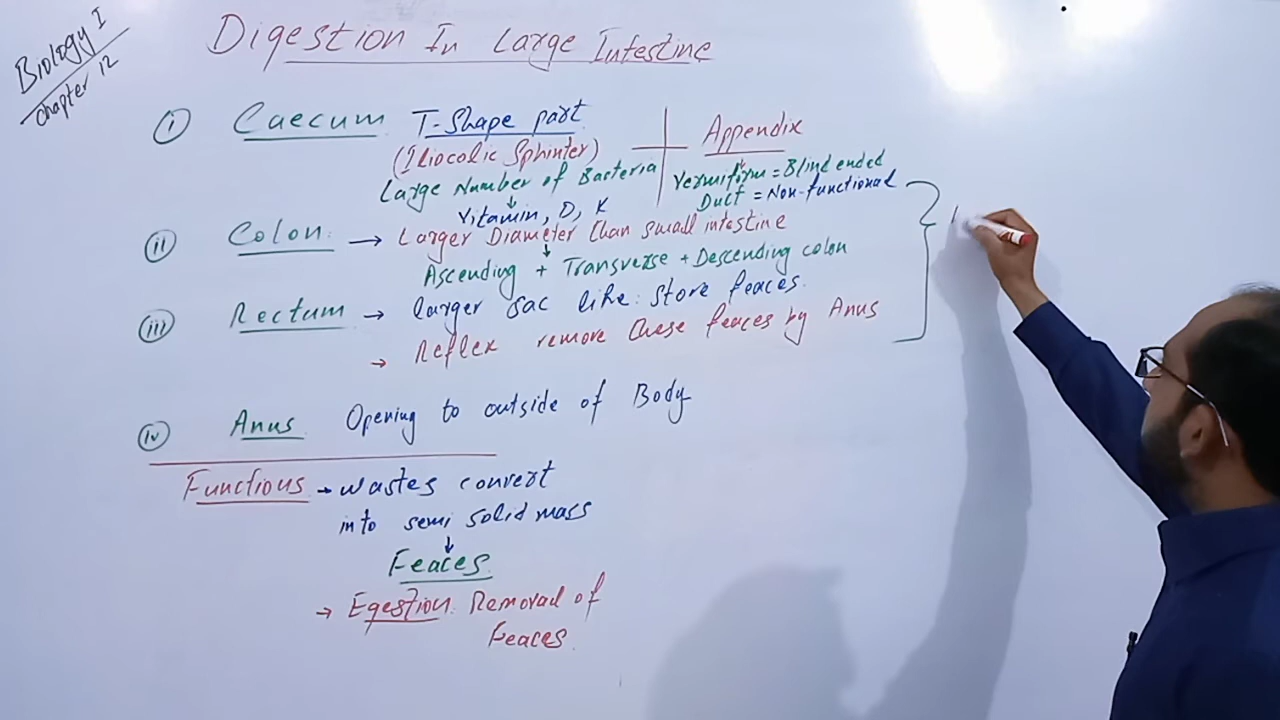 Biology I
Chapter 12
Digestion In Large Intestine
i Caecum T-Shape part
(Iliocolic Sphinter)
Large Number of Bacteria
Vitamin, D, K
Appendix
Vermiform = Blind ended
Duct = Non-functional
ii Colon: → Larger Diameter than small intestine
Ascending + Transverse + Descending colon
iii Rectum → larger sac like: store feaces.
→ Reflex remove these feaces by Anus
iv Anus Opening to outside of Body
Functions → wastes convert
into semi solid mass
Feaces
→ Egestion: Removal of
Feaces.